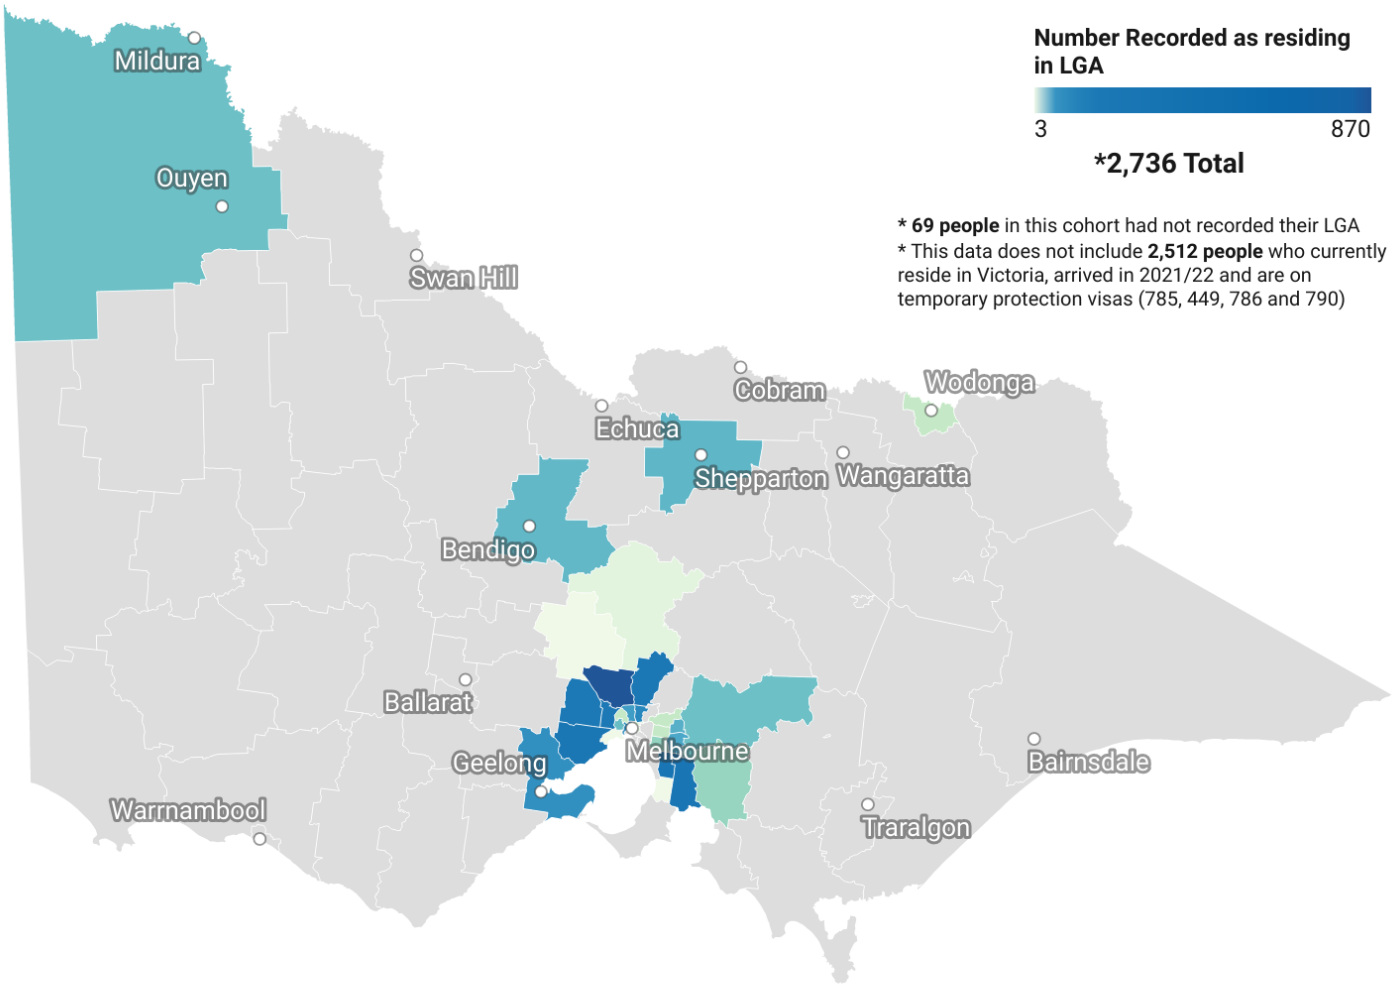 Number Recorded as residing
in LGA
3 870
*2,736 Total
* 69 people in this cohort had not recorded their LGA
* This data does not include 2,512 people who currently
reside in Victoria, arrived in 2021/22 and are on
temporary protection visas (785, 449, 786 and 790)
Mildura
Ouyen
Swan Hill
Cobram
Wodonga
Echuca
Shepparton
Wangaratta
Bendigo
Ballarat
Melbourne
Geelong
Bairnsdale
Warrnambool
Traralgon